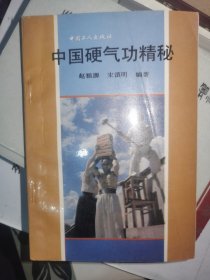 中国工人出版社
中国硬气功精秘
赵顺源 宋德明 编著